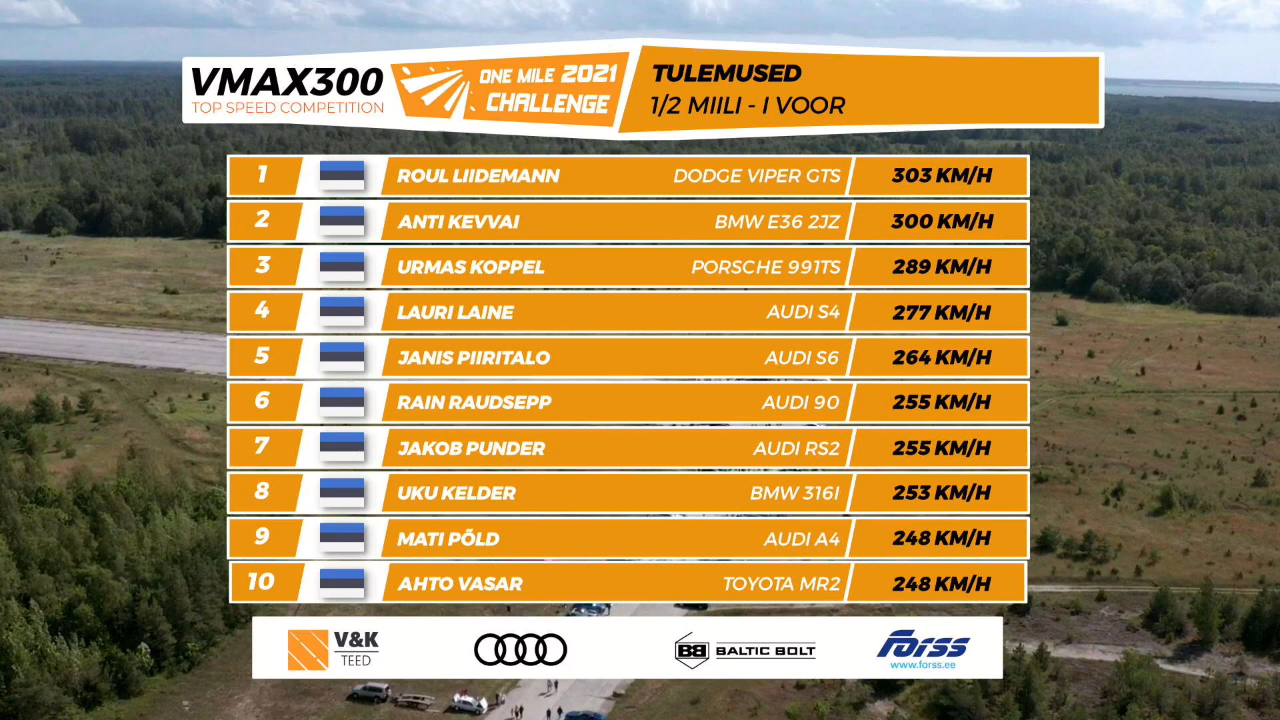 VMAX300
TOP SPEED COMPETITION
ONE MILE 2021
CHALLENGE
TULEMUSED
1/2 MIILI - I VOOR
1 ROUL LIIDEMANN DODGE VIPER GTS 303 KM/H
2 ANTI KEVVAI BMW E36 2JZ 300 KM/H
3 URMAS KOPPEL PORSCHE 991TS 289 KM/H
4 LAURI LAINE AUDI S4 277 KM/H
5 JANIS PIIRITALO AUDI S6 264 KM/H
6 RAIN RAUDSEPP AUDI 90 255 KM/H
7 JAKOB PUNDER AUDI RS2 255 KM/H
8 UKU KELDER BMW 316I 253 KM/H
9 MATI PÕLD AUDI A4 248 KM/H
10 AHTO VASAR TOYOTA MR2 248 KM/H
V&K
TEED
BB BALTIC BOLT
Forss
www.forss.ee